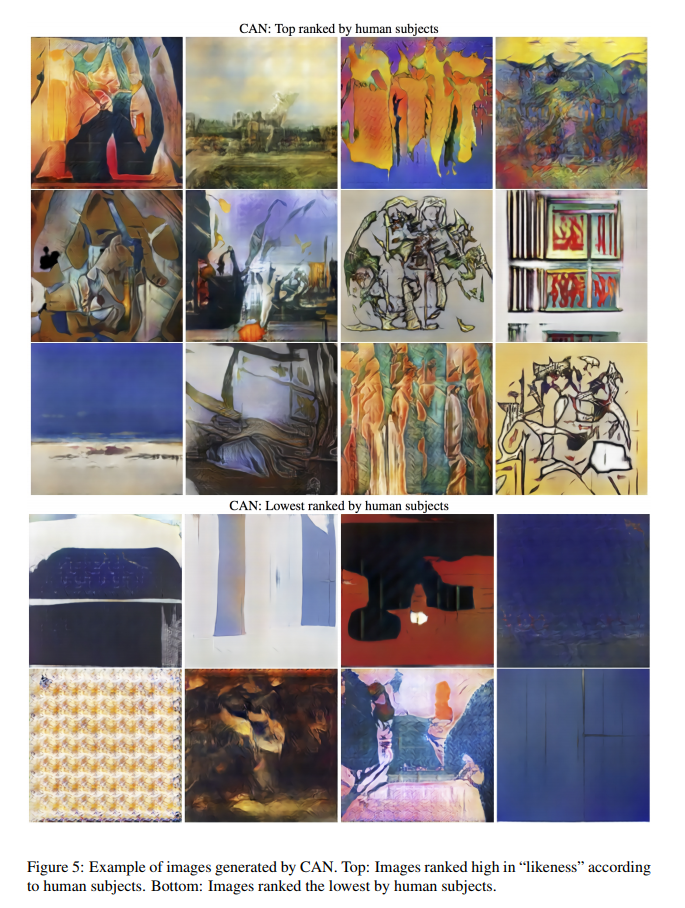 CAN: Top ranked by human subjects
CAN: Lowest ranked by human subjects
Figure 5: Example of images generated by CAN. Top: Images ranked high in “likeness” according
to human subjects. Bottom: Images ranked the lowest by human subjects.